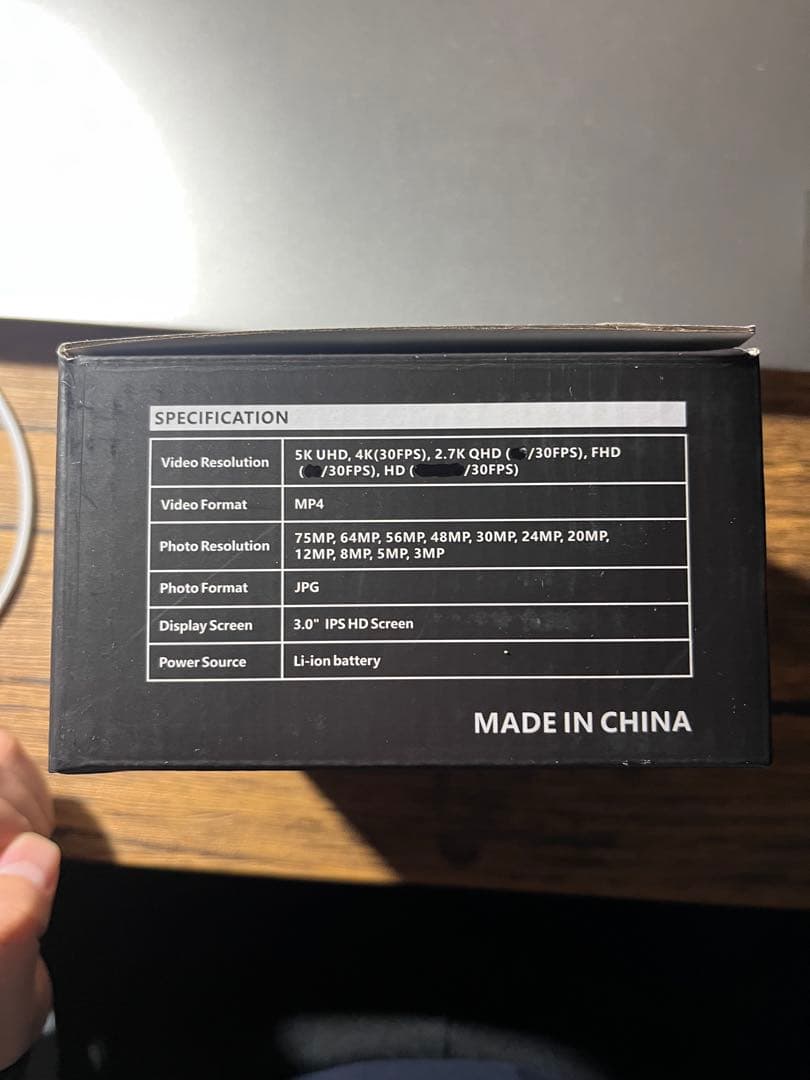 SPECIFICATION
Video Resolution
5K UHD, 4K(30FPS), 2.7K QHD ( /30FPS), FHD
( /30FPS), HD ( /30FPS)
Video Format
MP4
Photo Resolution
75MP, 64MP, 56MP, 48MP, 30MP, 24MP, 20MP,
12MP, 8MP, 5MP, 3MP
Photo Format
JPG
Display Screen
3.0" IPS HD Screen
Power Source
Li-ion battery
MADE IN CHINA